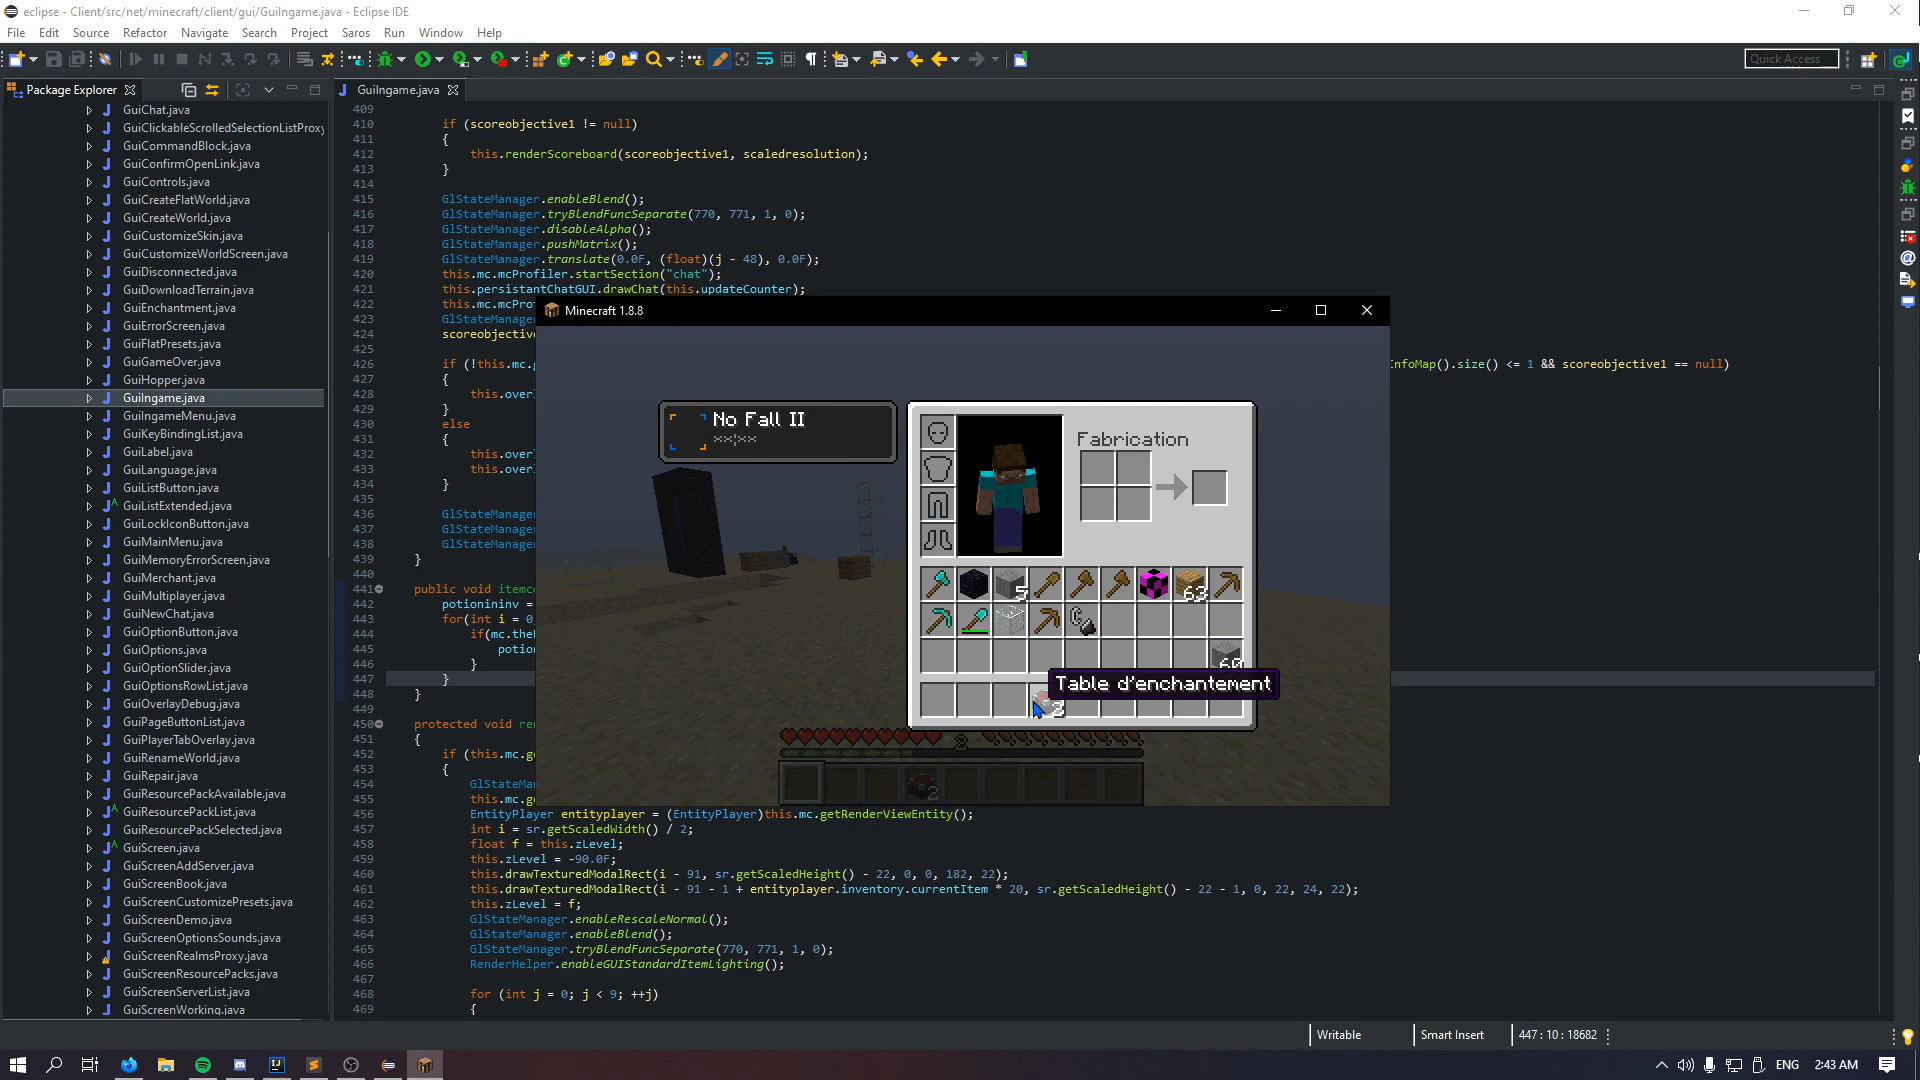 eclipse - Client/src/net/minecraft/client/gui/GuiIngame.java - Eclipse IDE
File Edit Source Refactor Navigate Search Project Saros Run Window Help
Quick Access
Package Explorer
GuiIngame.java
GuiChat.java
GuiClickableScrolledSelectionListProxy
GuiCommandBlock.java
GuiConfirmOpenLink.java
GuiControls.java
GuiCreateFlatWorld.java
GuiCreateWorld.java
GuiCustomizeSkin.java
GuiCustomizeWorldScreen.java
GuiDisconnected.java
GuiDownloadTerrain.java
GuiEnchantment.java
GuiErrorScreen.java
GuiFlatPresets.java
GuiGameOver.java
GuiHopper.java
GuiIngame.java
GuiIngameMenu.java
GuiKeyBindingList.java
GuiLabel.java
GuiLanguage.java
GuiListButton.java
GuiListExtended.java
GuiLockIconButton.java
GuiMainMenu.java
GuiMemoryErrorScreen.java
GuiMerchant.java
GuiMultiplayer.java
GuiNewChat.java
GuiOptionButton.java
GuiOptions.java
GuiOptionSlider.java
GuiOptionsRowList.java
GuiOverlayDebug.java
GuiPageButtonList.java
GuiPlayerTabOverlay.java
GuiRenameWorld.java
GuiRepair.java
GuiResourcePackAvailable.java
GuiResourcePackList.java
GuiResourcePackSelected.java
GuiScreen.java
GuiScreenAddServer.java
GuiScreenBook.java
GuiScreenCustomizePresets.java
GuiScreenDemo.java
GuiScreenOptionsSounds.java
GuiScreenRealmsProxy.java
GuiScreenResourcePacks.java
GuiScreenServerList.java
GuiScreenWorking.java
409
410 if (scoreobjective1 != null)
411 {
412 this.renderScoreboard(scoreobjective1, scaledresolution);
413 }
414
415 GlStateManager.enableBlend();
416 GlStateManager.tryBlendFuncSeparate(770, 771, 1, 0);
417 GlStateManager.disableAlpha();
418 GlStateManager.pushMatrix();
419 GlStateManager.translate(0.0F, (float)(j - 48), 0.0F);
420 this.mc.mcProfiler.startSection("chat");
421 this.persistantChatGUI.drawChat(this.updateCounter);
422 this.mc.mcPro
423 GlStateManage
424 scoreobjectiv
425
426 if (!this.mc. InfoMap().size() <= 1 && scoreobjective1 == null)
427 {
428 this.over
429 }
430 else
431 {
432 this.over
433 this.over
434 }
435
436 GlStateManage
437 GlStateManage
438 GlStateManage
439 }
440
441 public void itemc
442 potionininv =
443 for(int i = 0
444 if(mc.the
445 potion
446 }
447 }
448 }
449
450 protected void re
451 {
452 if (this.mc.g
453 {
454 GlStateMa
455 this.mc.g
456 EntityPlayer entityplayer = (EntityPlayer)this.mc.getRenderViewEntity();
457 int i = sr.getScaledWidth() / 2;
458 float f = this.zLevel;
459 this.zLevel = -90.0F;
460 this.drawTexturedModalRect(i - 91, sr.getScaledHeight() - 22, 0, 0, 182, 22);
461 this.drawTexturedModalRect(i - 91 - 1 + entityplayer.inventory.currentItem * 20, sr.getScaledHeight() - 22 - 1, 0, 22, 24, 22);
462 this.zLevel = f;
463 GlStateManager.enableRescaleNormal();
464 GlStateManager.enableBlend();
465 GlStateManager.tryBlendFuncSeparate(770, 771, 1, 0);
466 RenderHelper.enableGUIStandardItemLighting();
467
468 for (int j = 0; j < 9; ++j)
469 {
Minecraft 1.8.8
No Fall II
**:**
Fabrication
5
63
60
Table d'enchantement
2
2
2
Writable Smart Insert 447 : 10 : 18682
ENG 2:43 AM